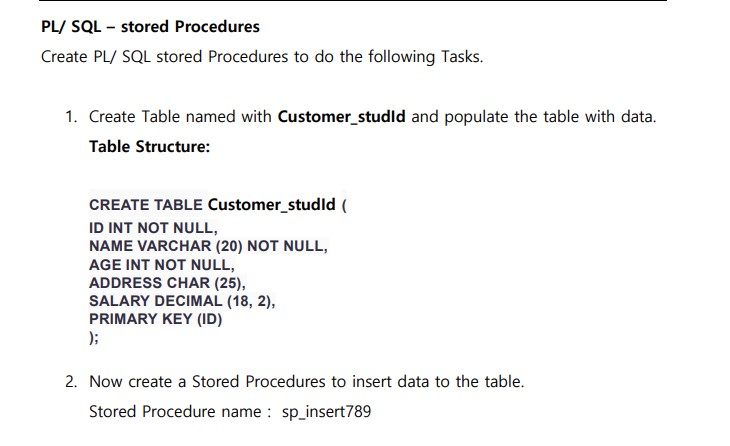 PL/ SQL – stored Procedures
Create PL/ SQL stored Procedures to do the following Tasks.
1. Create Table named with Customer_studId and populate the table with data.
Table Structure:
CREATE TABLE Customer_studId (
ID INT NOT NULL,
NAME VARCHAR (20) NOT NULL,
AGE INT NOT NULL,
ADDRESS CHAR (25),
SALARY DECIMAL (18, 2),
PRIMARY KEY (ID)
);
2. Now create a Stored Procedures to insert data to the table.
Stored Procedure name : sp_insert789